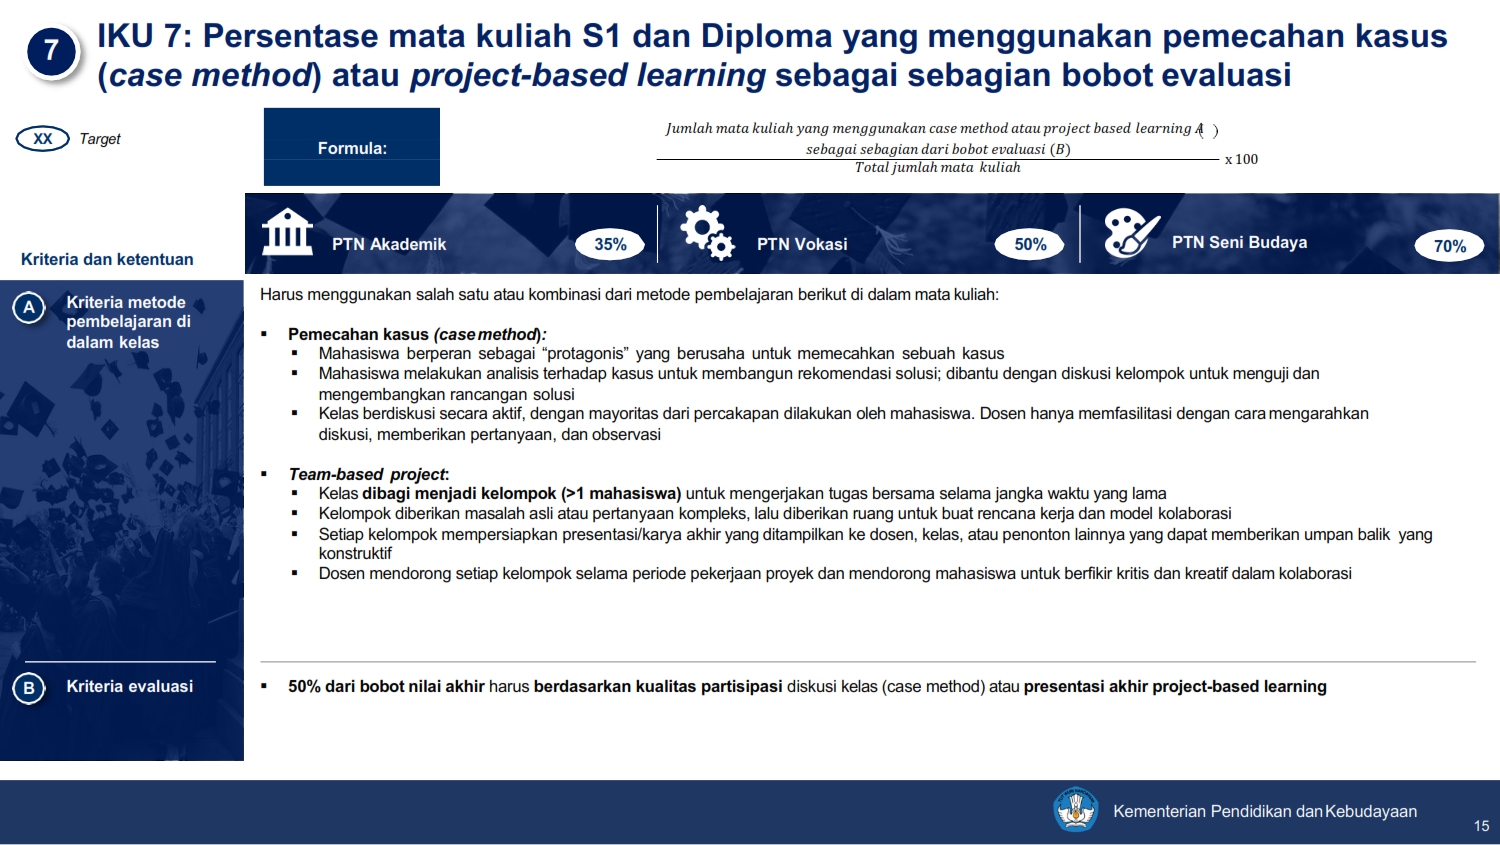 7
IKU 7: Persentase mata kuliah S1 dan Diploma yang menggunakan pemecahan kasus
(case method) atau project-based learning sebagai sebagian bobot evaluasi
XX Target
Formula:
Jumlah mata kuliah yang menggunakan case method atau project based learning (A)
sebagai sebagian dari bobot evaluasi (B)
Total jumlah mata kuliah
x 100
PTN Akademik 35%
PTN Vokasi 50%
PTN Seni Budaya 70%
Kriteria dan ketentuan
A
Kriteria metode
pembelajaran di
dalam kelas
Harus menggunakan salah satu atau kombinasi dari metode pembelajaran berikut di dalam mata kuliah:
▪ Pemecahan kasus (case method):
▪ Mahasiswa berperan sebagai “protagonis” yang berusaha untuk memecahkan sebuah kasus
▪ Mahasiswa melakukan analisis terhadap kasus untuk membangun rekomendasi solusi; dibantu dengan diskusi kelompok untuk menguji dan
mengembangkan rancangan solusi
▪ Kelas berdiskusi secara aktif, dengan mayoritas dari percakapan dilakukan oleh mahasiswa. Dosen hanya memfasilitasi dengan cara mengarahkan
diskusi, memberikan pertanyaan, dan observasi
▪ Team-based project:
▪ Kelas dibagi menjadi kelompok (>1 mahasiswa) untuk mengerjakan tugas bersama selama jangka waktu yang lama
▪ Kelompok diberikan masalah asli atau pertanyaan kompleks, lalu diberikan ruang untuk buat rencana kerja dan model kolaborasi
▪ Setiap kelompok mempersiapkan presentasi/karya akhir yang ditampilkan ke dosen, kelas, atau penonton lainnya yang dapat memberikan umpan balik yang
konstruktif
▪ Dosen mendorong setiap kelompok selama periode pekerjaan proyek dan mendorong mahasiswa untuk berfikir kritis dan kreatif dalam kolaborasi
B
Kriteria evaluasi
▪ 50% dari bobot nilai akhir harus berdasarkan kualitas partisipasi diskusi kelas (case method) atau presentasi akhir project-based learning
Kementerian Pendidikan dan Kebudayaan
15